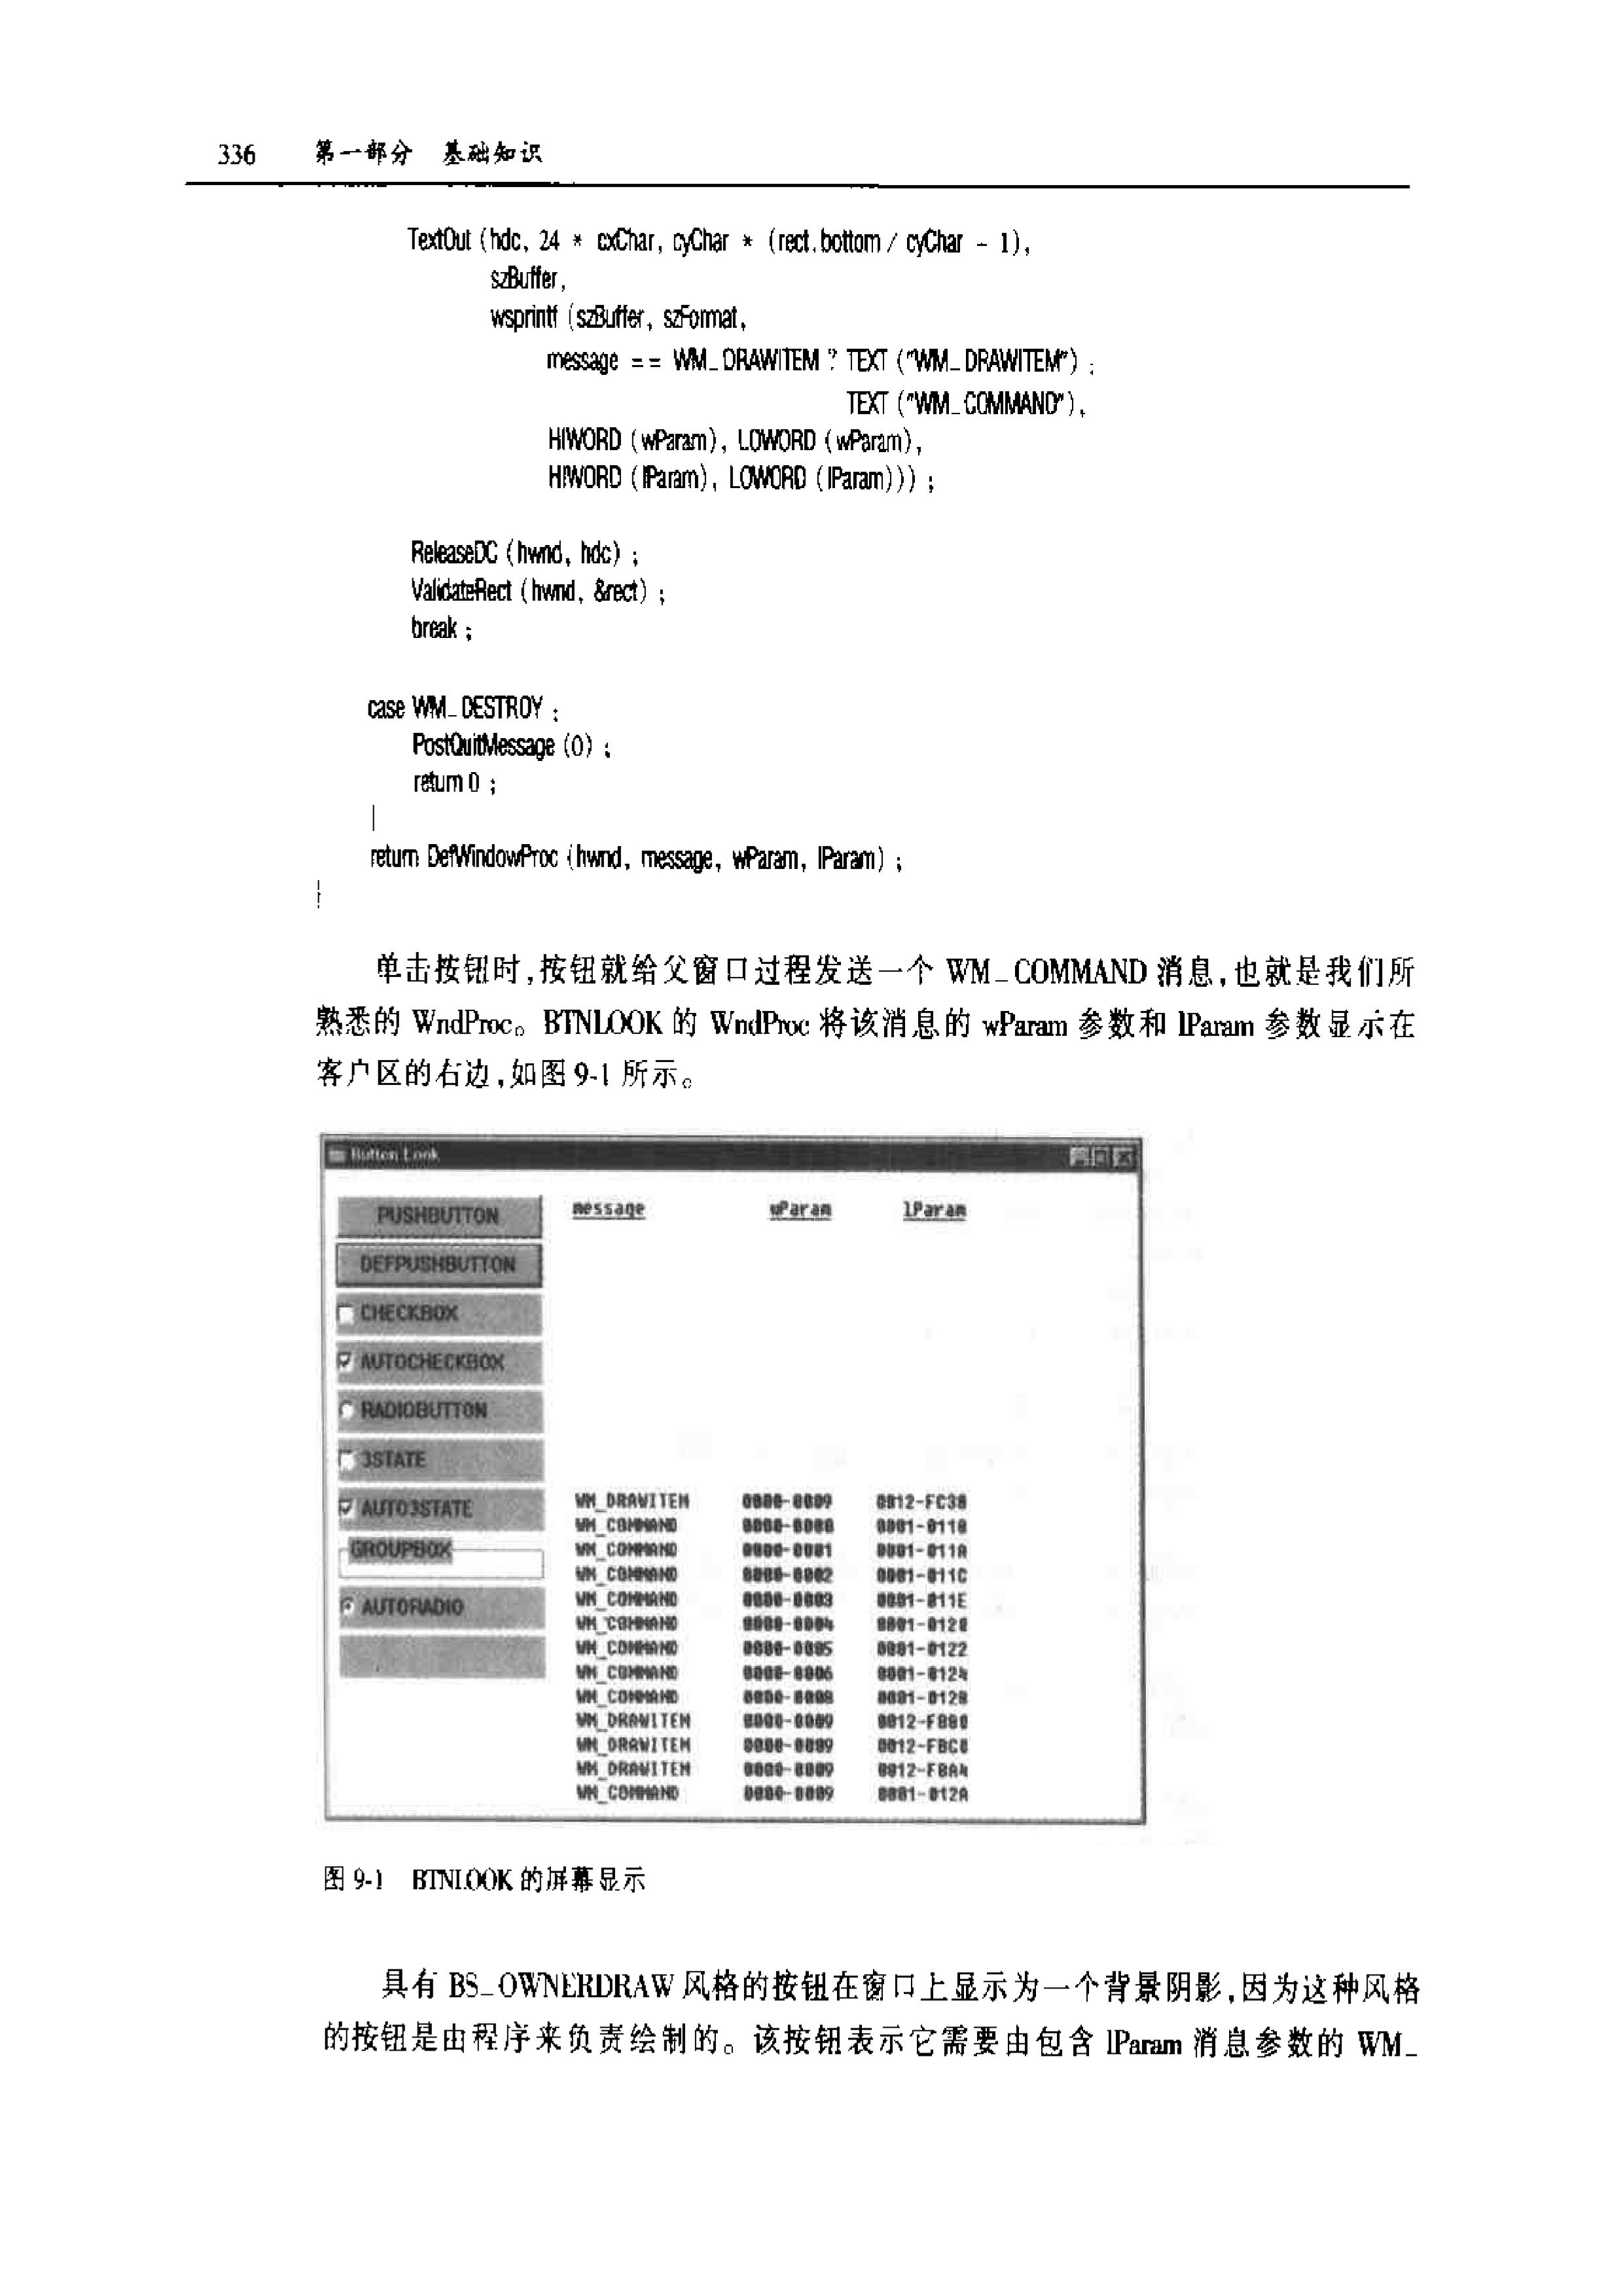 336 第一部分 基础知识
TextOut (hdc, 24 * cxChar, cyChar * (rect.bottom / cyChar - 1),
szBuffer,
wsprintf (szBuffer, szFormat,
message == WM_DRAWITEM ? TEXT ("WM_DRAWITEM") :
TEXT ("WM_COMMAND"),
HIWORD (wParam), LOWORD (wParam),
HIWORD (lParam), LOWORD (lParam))) ;
ReleaseDC (hwnd, hdc) ;
ValidateRect (hwnd, &rect) ;
break ;
case WM_DESTROY :
PostQuitMessage (0) ;
return 0 ;
}
return DefWindowProc (hwnd, message, wParam, lParam) ;
}
单击按钮时,按钮就给父窗口过程发送一个 WM_COMMAND 消息,也就是我们所
熟悉的 WndProc。BTNLOOK 的 WndProc 将该消息的 wParam 参数和 lParam 参数显示在
客户区的右边,如图 9-1 所示。
Button Look
message wParam lParam
PUSHBUTTON
DEFPUSHBUTTON
CHECKBOX
AUTOCHECKBOX
RADIOBUTTON
3STATE
AUTO3STATE
GROUPBOX
AUTORADIO
WM_DRAWITEM 0000-0009 0012-FC38
WM_COMMAND 0000-0000 0001-0118
WM_COMMAND 0000-0001 0001-011A
WM_COMMAND 0000-0002 0001-011C
WM_COMMAND 0000-0003 0001-011E
WM_COMMAND 0000-0004 0001-0120
WM_COMMAND 0000-0005 0001-0122
WM_COMMAND 0000-0006 0001-0124
WM_COMMAND 0000-0008 0001-0128
WM_DRAWITEM 0000-0009
WM_DRAWITEM 0000-0009
WM_DRAWITEM 0000-0009 0012-FBA4
WM_COMMAND 0000-0009 0001-012A
图 9-1 BTNLOOK 的屏幕显示
具有 BS_OWNERDRAW 风格的按钮在窗口上显示为一个背景阴影,因为这种风格
的按钮是由程序来负责绘制的。该按钮表示它需要由包含 lParam 消息参数的 WM_